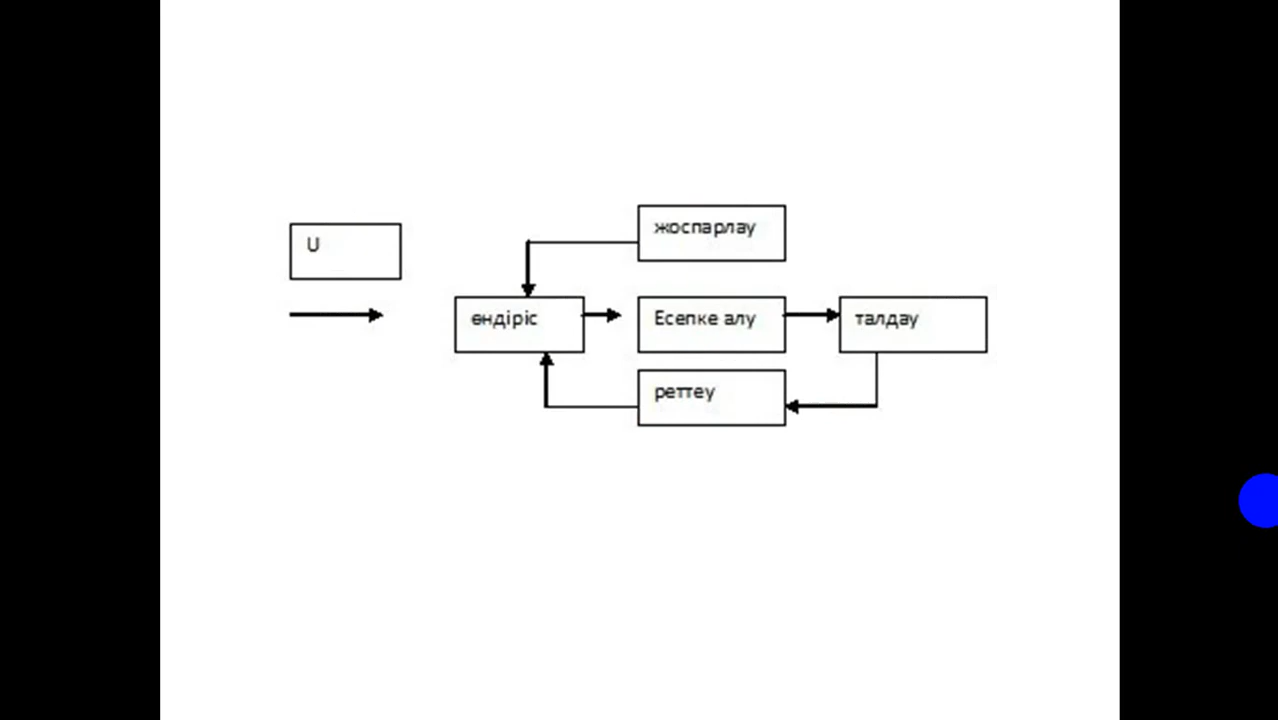 U
жоспарлау
өндіріс
Есепке алу
талдау
реттеу